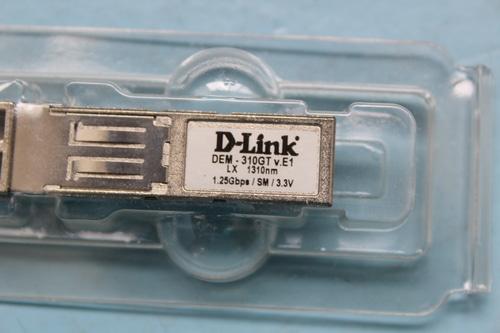 D-Link
DEM - 310GT v.E1
LX 1310nm
1.25Gbps / SM / 3.3V